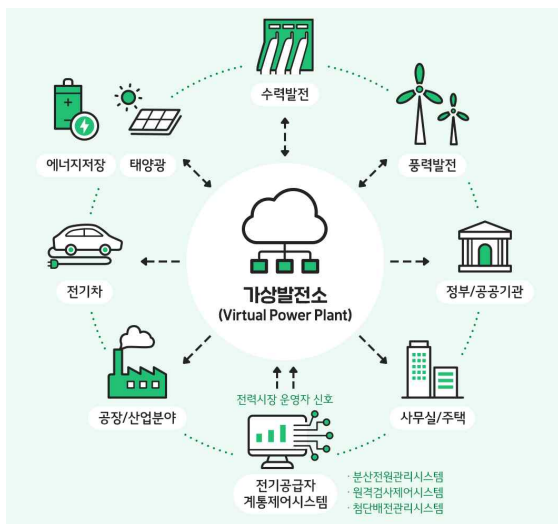 수력발전
에너지저장
태양광
풍력발전
전기차
가상발전소
(Virtual Power Plant)
정부/공공기관
공장/산업분야
전력시장 운영자 신호
사무실/주택
전기공급자
계통제어시스템
· 분산전원관리시스템
· 원격검사제어시스템
· 첨단배전관리시스템